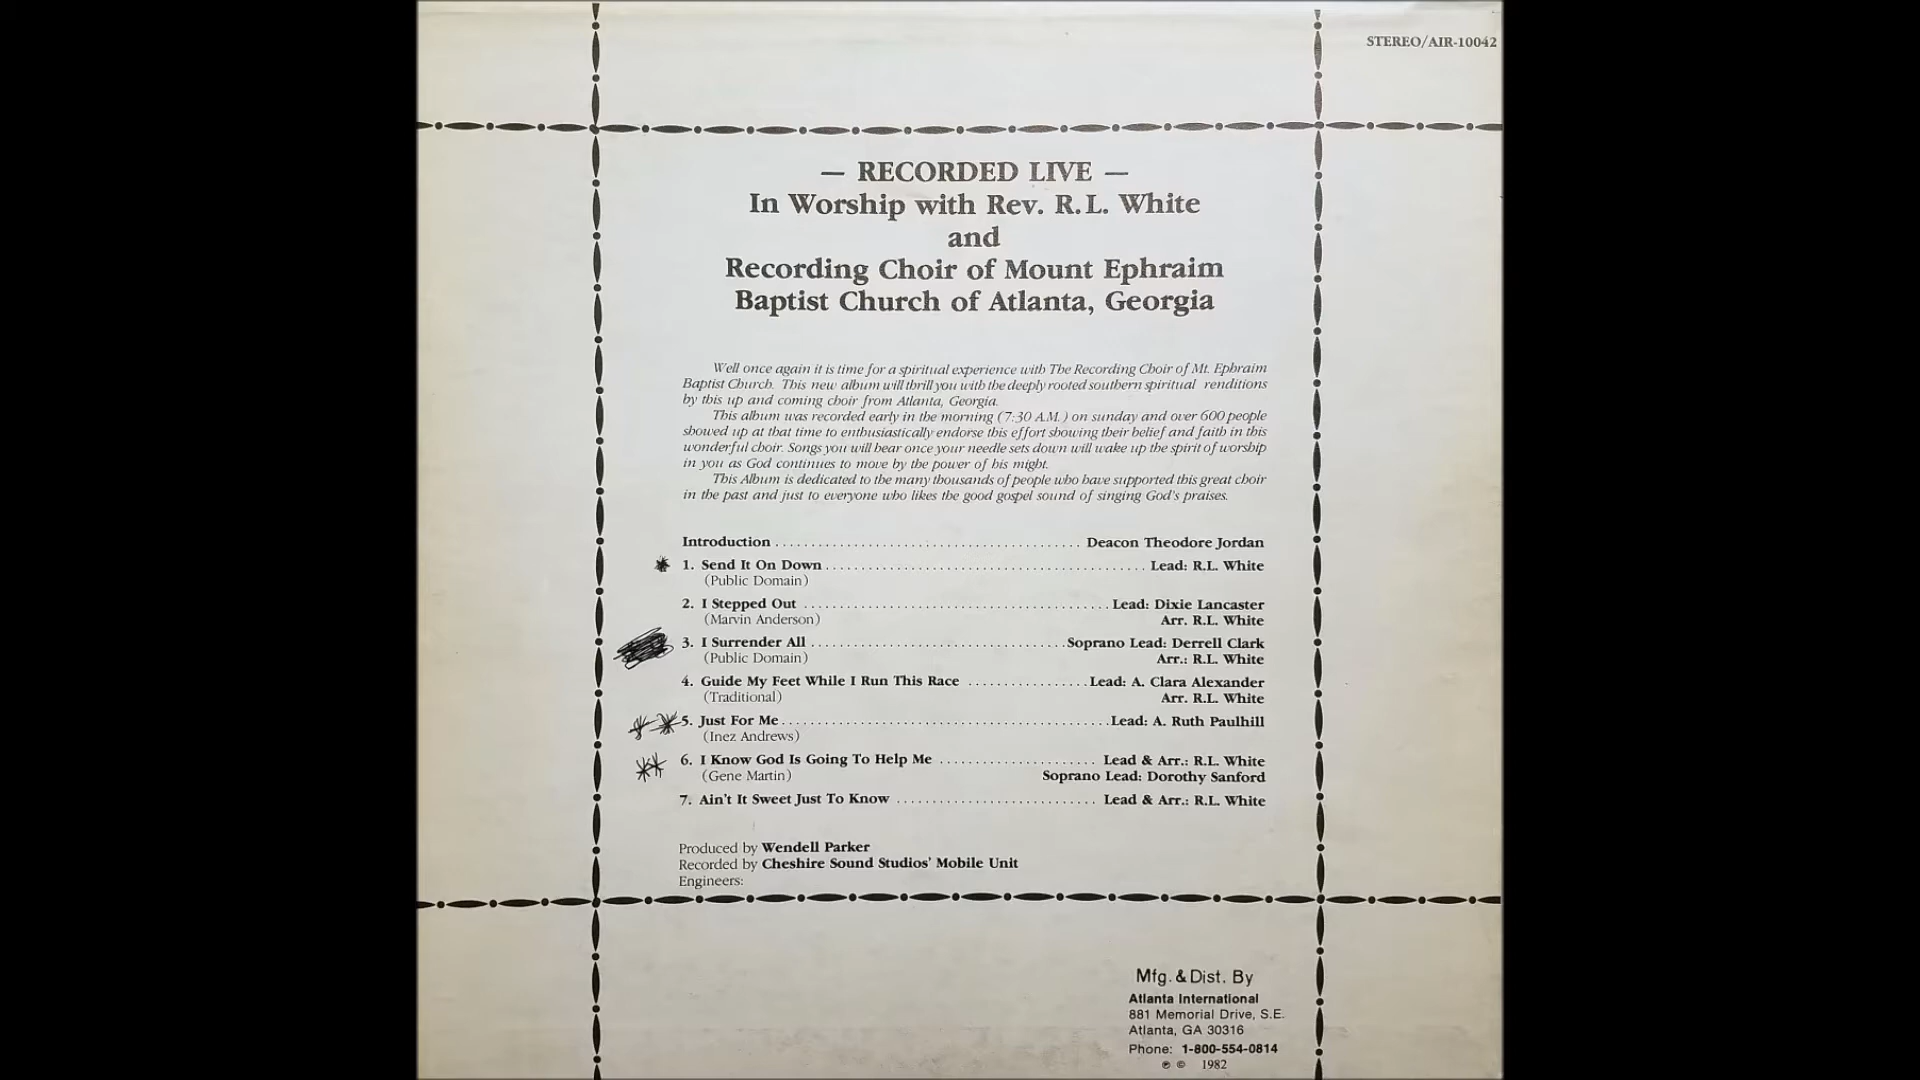 STEREO/AIR-10042
— RECORDED LIVE —
In Worship with Rev. R.L. White
and
Recording Choir of Mount Ephraim
Baptist Church of Atlanta, Georgia
Well once again it is time for a spiritual experience with The Recording Choir of Mt. Ephraim
Baptist Church. This new album will thrill you with the deeply rooted southern spiritual renditions
by this up and coming choir from Atlanta, Georgia.
This album was recorded early in the morning (7:30 A.M.) on sunday and over 600 people
showed up at that time to enthusiastically endorse this effort showing their belief and faith in this
wonderful choir. Songs you will hear once your needle sets down will wake up the spirit of worship
in you as God continues to move by the power of his might.
This Album is dedicated to the many thousands of people who have supported this great choir
in the past and just to everyone who likes the good gospel sound of singing God's praises.
Introduction ........................................ Deacon Theodore Jordan
1. Send It On Down ........................................ Lead: R.L. White
(Public Domain)
2. I Stepped Out ........................................ Lead: Dixie Lancaster
(Marvin Anderson) Arr. R.L. White
3. I Surrender All ................................... Soprano Lead: Derrell Clark
(Public Domain) Arr.: R.L. White
4. Guide My Feet While I Run This Race ................ Lead: A. Clara Alexander
(Traditional) Arr. R.L. White
5. Just For Me ............................................. Lead: A. Ruth Paulhill
(Inez Andrews)
6. I Know God Is Going To Help Me ..................... Lead & Arr.: R.L. White
(Gene Martin) Soprano Lead: Dorothy Sanford
7. Ain't It Sweet Just To Know ........................... Lead & Arr.: R.L. White
Produced by Wendell Parker
Recorded by Cheshire Sound Studios' Mobile Unit
Engineers:
Mfg. & Dist. By
Atlanta International
881 Memorial Drive, S.E.
Atlanta, GA 30316
Phone: 1-800-554-0814
℗ © 1982